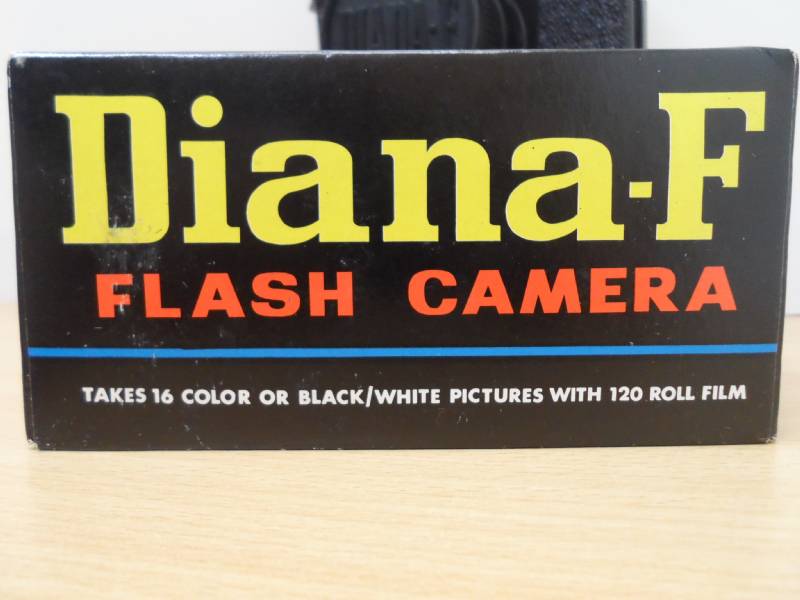 Diana-F
FLASH CAMERA
TAKES 16 COLOR OR BLACK/WHITE PICTURES WITH 120 ROLL FILM